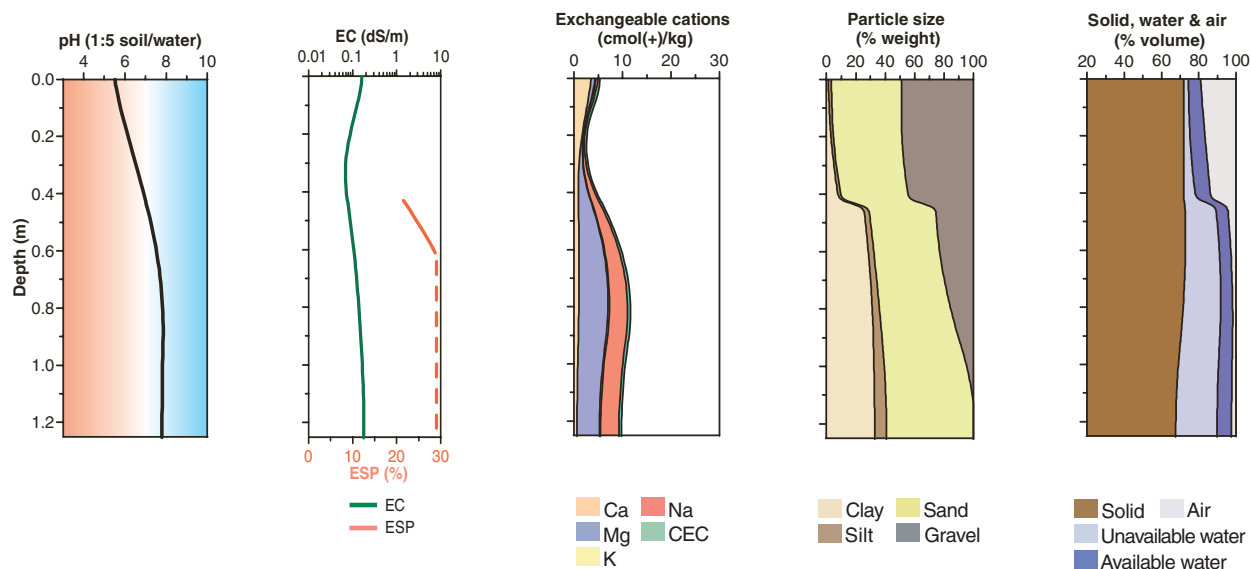 pH (1:5 soil/water)
4 6 8 10
Depth (m)
0.0
0.2
0.4
0.6
0.8
1.0
1.2
EC (dS/m)
0.01 0.1 1 10
0 10 20 30
ESP (%)
EC
ESP
Exchangeable cations
(cmol(+)/kg)
0 10 20 30
Ca
Na
Mg
CEC
K
Particle size
(% weight)
0 20 40 60 80 100
Clay
Sand
Silt
Gravel
Solid, water & air
(% volume)
20 40 60 80 100
Solid
Air
Unavailable water
Available water